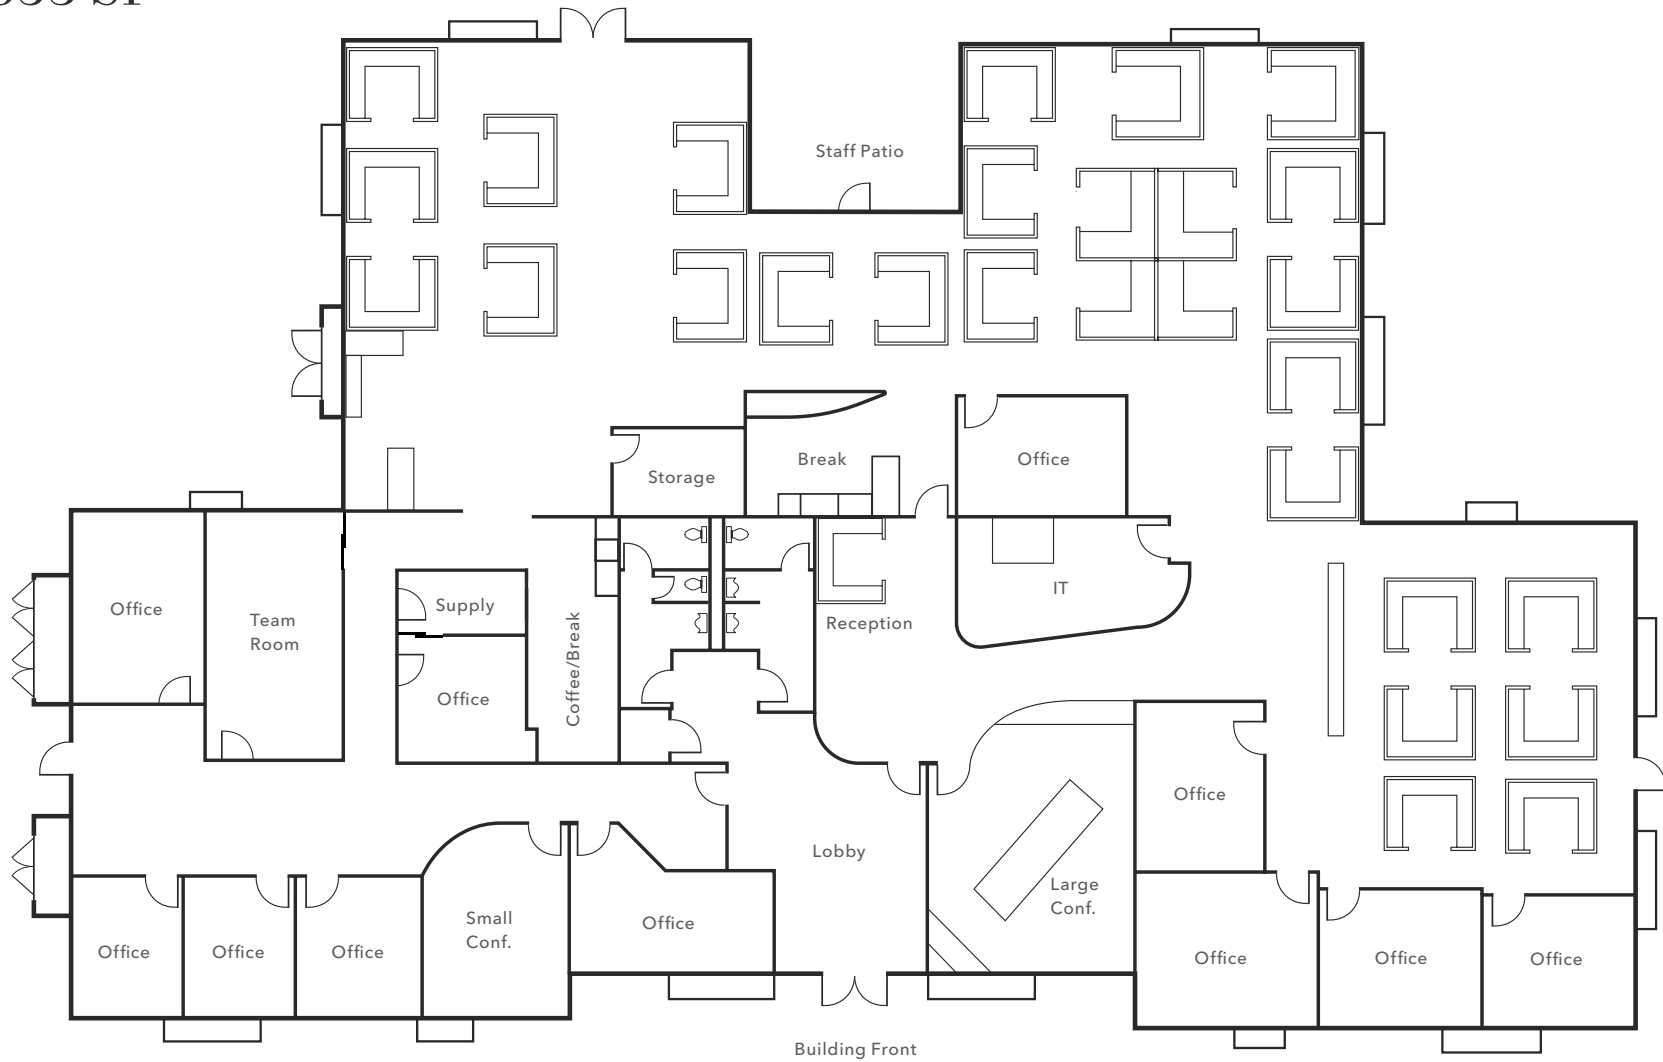 Staff Patio
Break
Storage
Office
Office
Team
Room
Supply
Office
Coffee/Break
Reception
IT
Office
Lobby
Large
Conf.
Small
Conf.
Office
Office
Office
Office
Office
Office
Office
Building Front